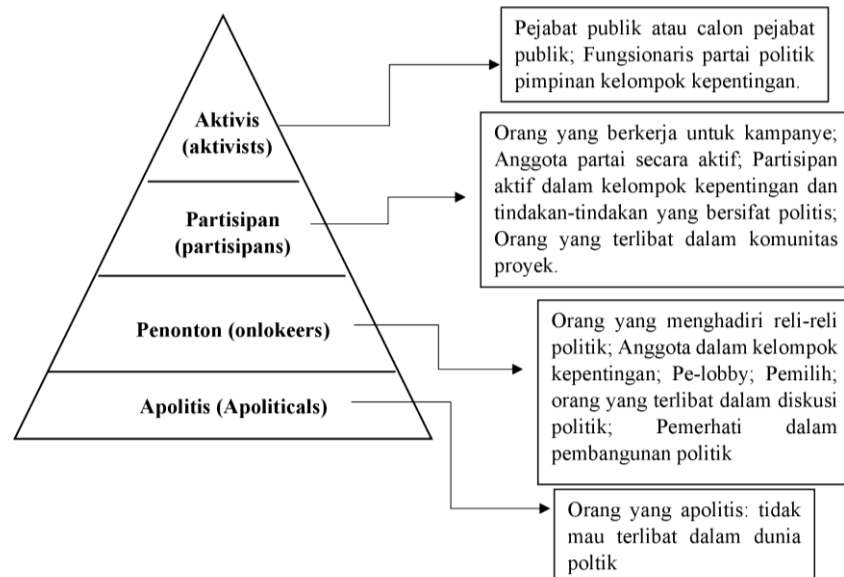 Aktivis
(aktivists)
Pejabat publik atau calon pejabat
publik; Fungsionaris partai politik
pimpinan kelompok kepentingan.
Partisipan
(partisipans)
Orang yang berkerja untuk kampanye;
Anggota partai secara aktif; Partisipan
aktif dalam kelompok kepentingan dan
tindakan-tindakan yang bersifat politis;
Orang yang terlibat dalam komunitas
proyek.
Penonton (onlokeers)
Orang yang menghadiri reli-reli
politik; Anggota dalam kelompok
kepentingan; Pe-lobby; Pemilih;
orang yang terlibat dalam diskusi
politik; Pemerhati dalam
pembangunan politik
Apolitis (Apoliticals)
Orang yang apolitis: tidak
mau terlibat dalam dunia
poltik